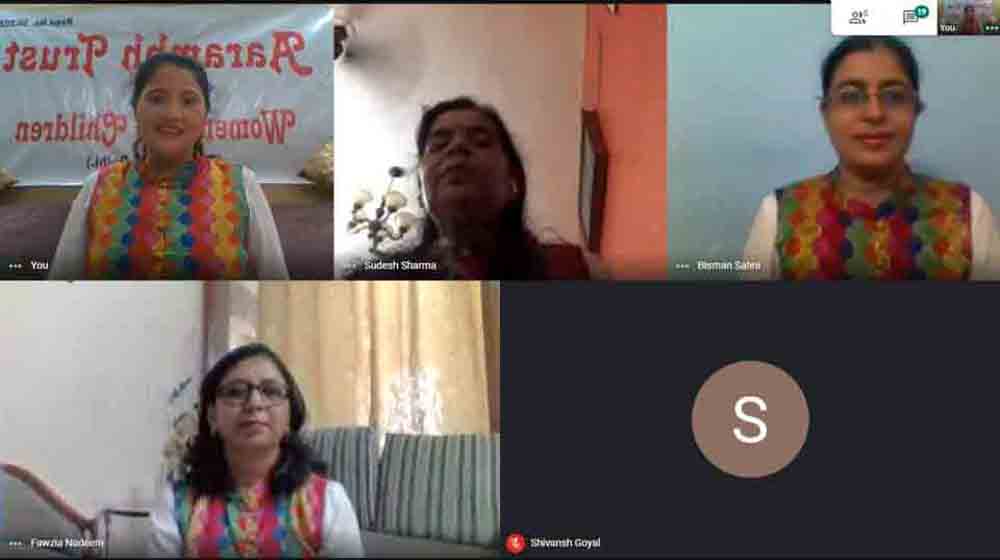 Aarambh Trust
Women
Children
19
You
You
Sudesh Sharma
Bisman Sahni
Fawzia Nadeem
S
Shivansh Goyal